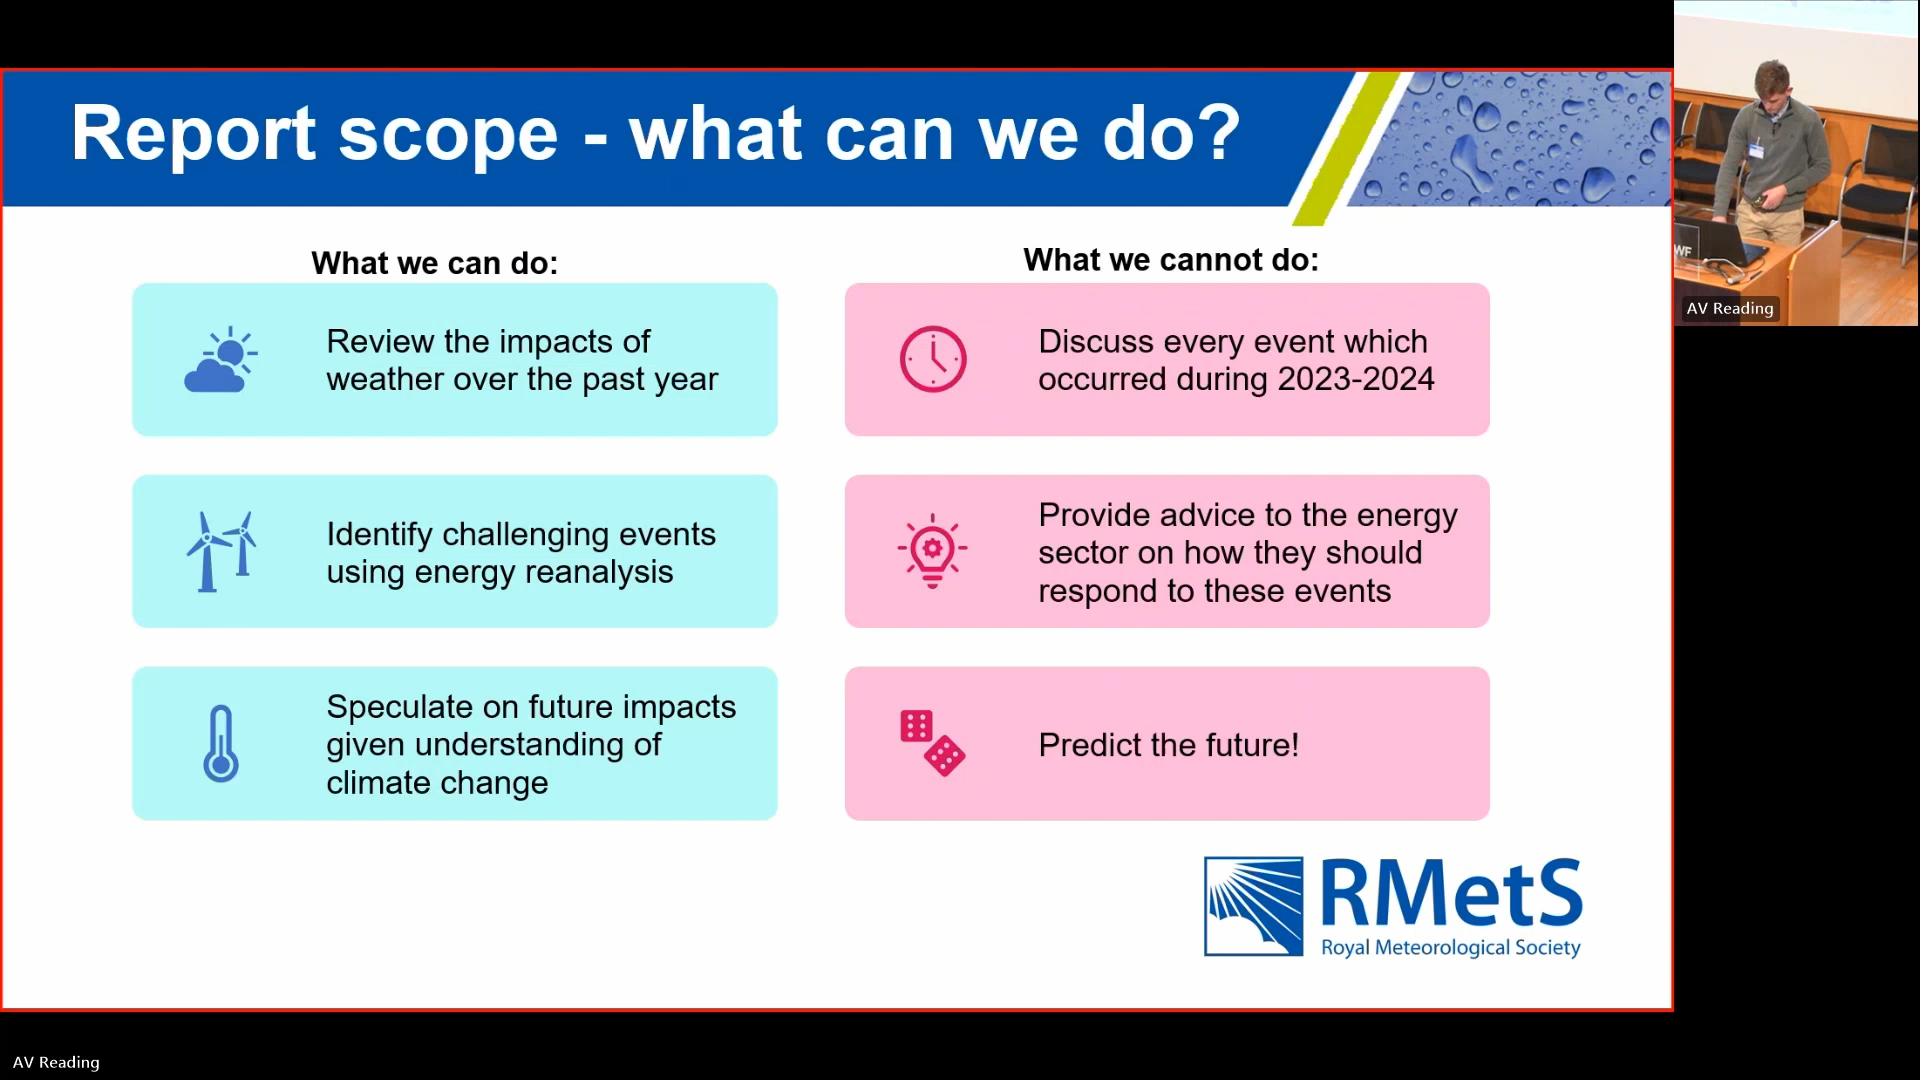 Report scope - what can we do?
What we can do:
Review the impacts of
weather over the past year
Identify challenging events
using energy reanalysis
Speculate on future impacts
given understanding of
climate change
What we cannot do:
Discuss every event which
occurred during 2023-2024
Provide advice to the energy
sector on how they should
respond to these events
Predict the future!
RMetS
Royal Meteorological Society
WF
AV Reading
AV Reading